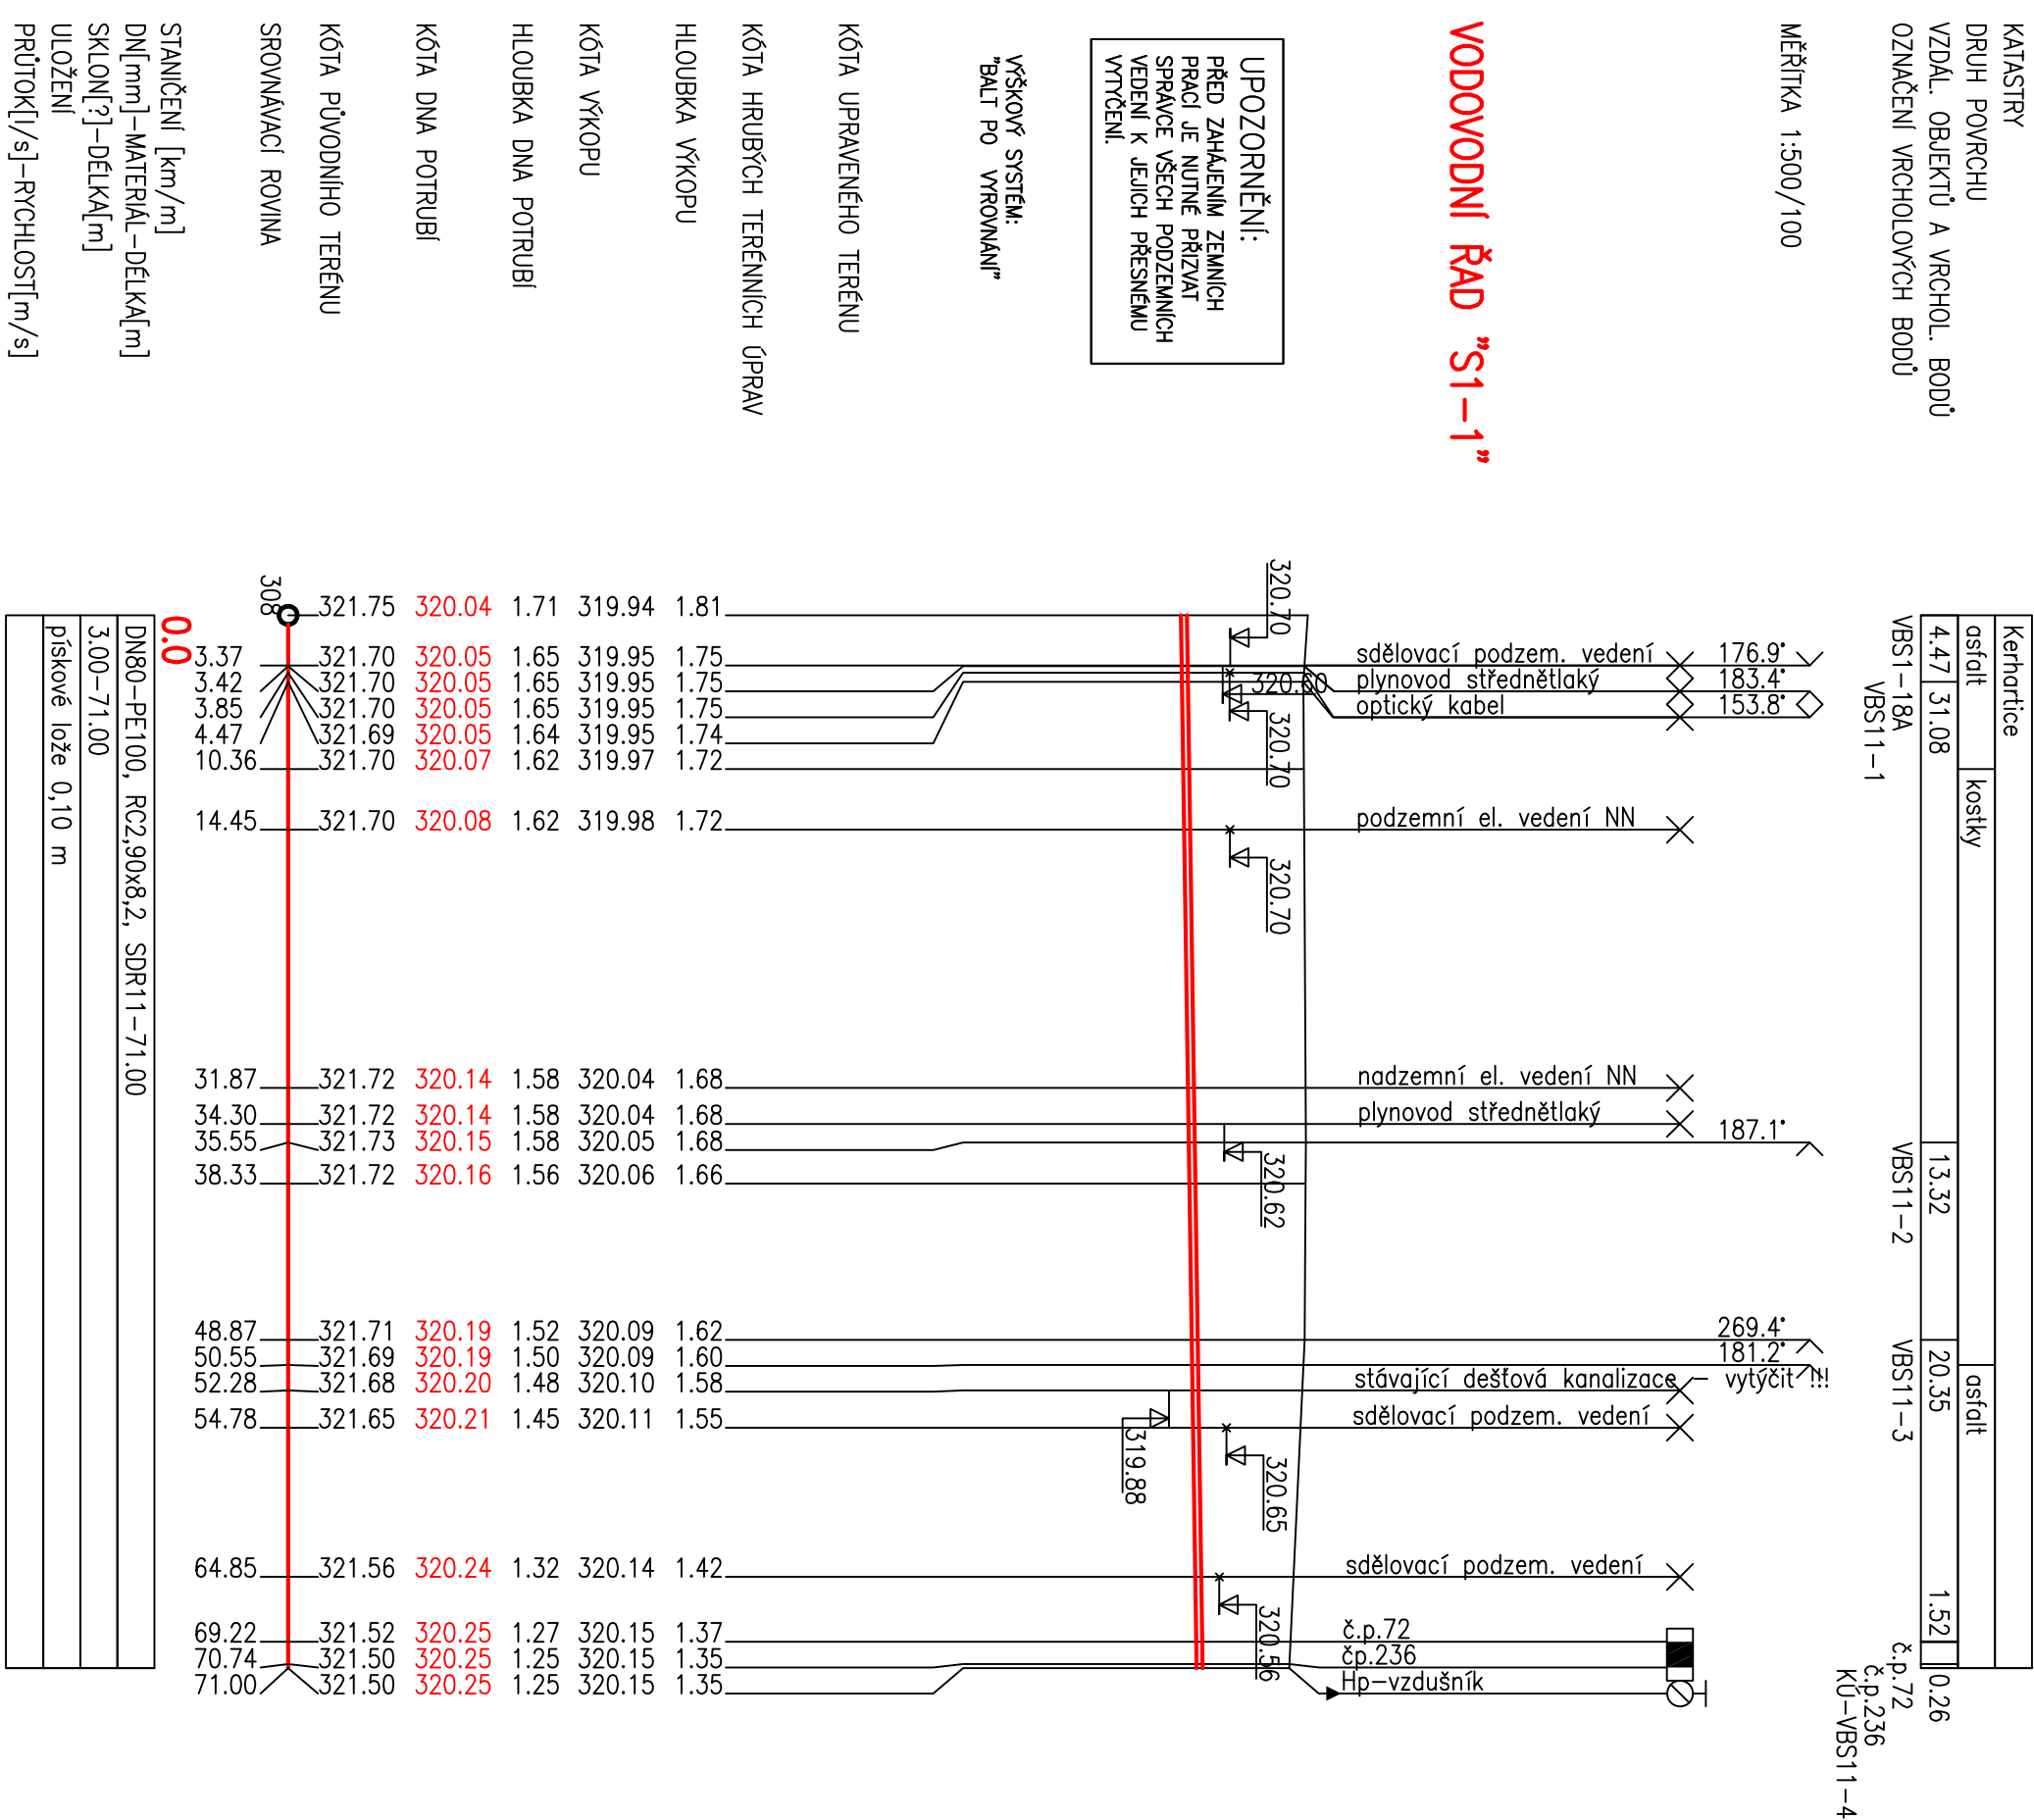 KATASTRY
DRUH POVRCHU
VZDÁL. OBJEKTŮ A VRCHOL. BODŮ
OZNAČENÍ VRCHOLOVÝCH BODŮ
MĚŘÍTKA 1:500/100
VODOVODNÍ ŘAD "S1-1"
UPOZORNĚNÍ:
PŘED ZAHÁJENÍM ZEMNÍCH
PRACÍ JE NUTNÉ PŘIZVAT
SPRÁVCE VŠECH PODZEMNÍCH
VEDENÍ K JEJICH PŘESNÉMU
VYTÝČENÍ.
VÝŠKOVÝ SYSTÉM:
"BALT PO VYROVNÁNÍ"
KÓTA UPRAVENÉHO TERÉNU
KÓTA HRUBÝCH TERÉNNÍCH ÚPRAV
HLOUBKA VÝKOPU
KÓTA VÝKOPU
HLOUBKA DNA POTRUBÍ
KÓTA DNA POTRUBÍ
KÓTA PŮVODNÍHO TERÉNU
SROVNÁVACÍ ROVINA
STANIČENÍ [km/m]
DN[mm]-MATERIÁL-DÉLKA[m]
SKLON[?]-DÉLKA[m]
ULOŽENÍ
PRŮTOK[l/s]-RYCHLOST[m/s]
Kerhartice
asfalt kostky asfalt
4.47 31.08 13.32 20.35 1.52 0.26
VBS1-18A VBS11-1 VBS11-2 VBS11-3 č.p.72 č.p.236 KÚ-VBS11-4
176.9°
183.4°
153.8°
187.1°
269.4°
181.2°
sdělovací podzem. vedení
plynovod střednětlaký
optický kabel
podzemní el. vedení NN
nadzemní el. vedení NN
plynovod střednětlaký
stávající dešťová kanalizace - vytýčit !!!
sdělovací podzem. vedení
sdělovací podzem. vedení
č.p.72
čp.236
Hp-vzdušník
320.70
320.70
320.70
320.62
319.88
320.65
320.56
308
321.75 320.04 1.71 319.94 1.81
3.37 321.70 320.05 1.65 319.95 1.75
3.42 321.70 320.05 1.65 319.95 1.75
3.85 321.70 320.05 1.65 319.95 1.75
4.47 321.69 320.05 1.64 319.95 1.74
10.36 321.70 320.07 1.62 319.97 1.72
14.45 321.70 320.08 1.62 319.98 1.72
31.87 321.72 320.14 1.58 320.04 1.68
34.30 321.72 320.14 1.58 320.04 1.68
35.55 321.73 320.15 1.58 320.05 1.68
38.33 321.72 320.16 1.56 320.06 1.66
48.87 321.71 320.19 1.52 320.09 1.62
50.55 321.69 320.19 1.50 320.09 1.60
52.28 321.68 320.20 1.48 320.10 1.58
54.78 321.65 320.21 1.45 320.11 1.55
64.85 321.56 320.24 1.32 320.14 1.42
69.22 321.52 320.25 1.27 320.15 1.37
70.74 321.50 320.25 1.25 320.15 1.35
71.00 321.50 320.25 1.25 320.15 1.35
0.0
DN80-PE100, RC2,90x8,2, SDR11-71.00
3.00-71.00
pískové lože 0,10 m